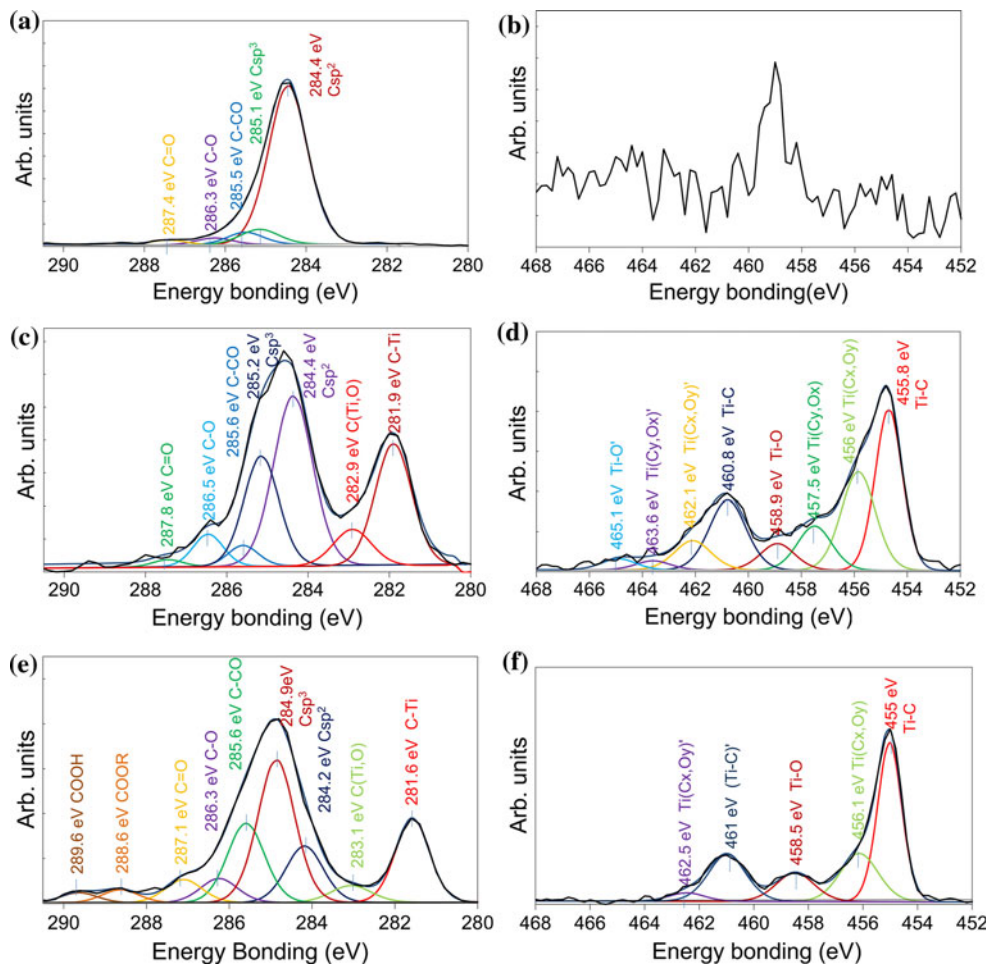 (a)
Arb. units
287.4 eV C=O
286.3 eV C-O
285.5 eV C-CO
285.1 eV Csp³
284.4 eV
Csp²
290 288 286 284 282 280
Energy bonding (eV)
(b)
Arb. units
468 466 464 462 460 458 456 454 452
Energy bonding(eV)
(c)
Arb. units
287.8 eV C=O
286.5 eV C-O
285.6 eV C-CO
285.2 eV
Csp³
284.4 eV
Csp²
282.9 eV C(Ti,O)
281.9 eV C-Ti
290 288 286 284 282 280
Energy bonding (eV)
(d)
Arb. units
465.1 eV Ti-O'
463.6 eV Ti(Cy,Ox)'
462.1 eV Ti(Cx,Oy)'
460.8 eV Ti-C
458.9 eV Ti-O
457.5 eV Ti(Cy,Ox)
456 eV Ti(Cx,Oy)
455.8 eV
Ti-C
468 466 464 462 460 458 456 454 452
Energy bonding (eV)
(e)
Arb. units
289.6 eV COOH
288.6 eV COOR
287.1 eV C=O
286.3 eV C-O
285.6 eV C-CO
284.9eV
Csp³
284.2 eV Csp²
283.1 eV C(Ti,O)
281.6 eV C-Ti
290 288 286 284 282 280
Energy Bonding (eV)
(f)
Arb. units
462.5 eV Ti(Cx,Oy)'
461 eV (Ti-C)'
458.5 eV Ti-O
456.1 eV Ti(Cx,Oy)
455 eV
Ti-C
468 466 464 462 460 458 456 454 452
Energy bonding (eV)